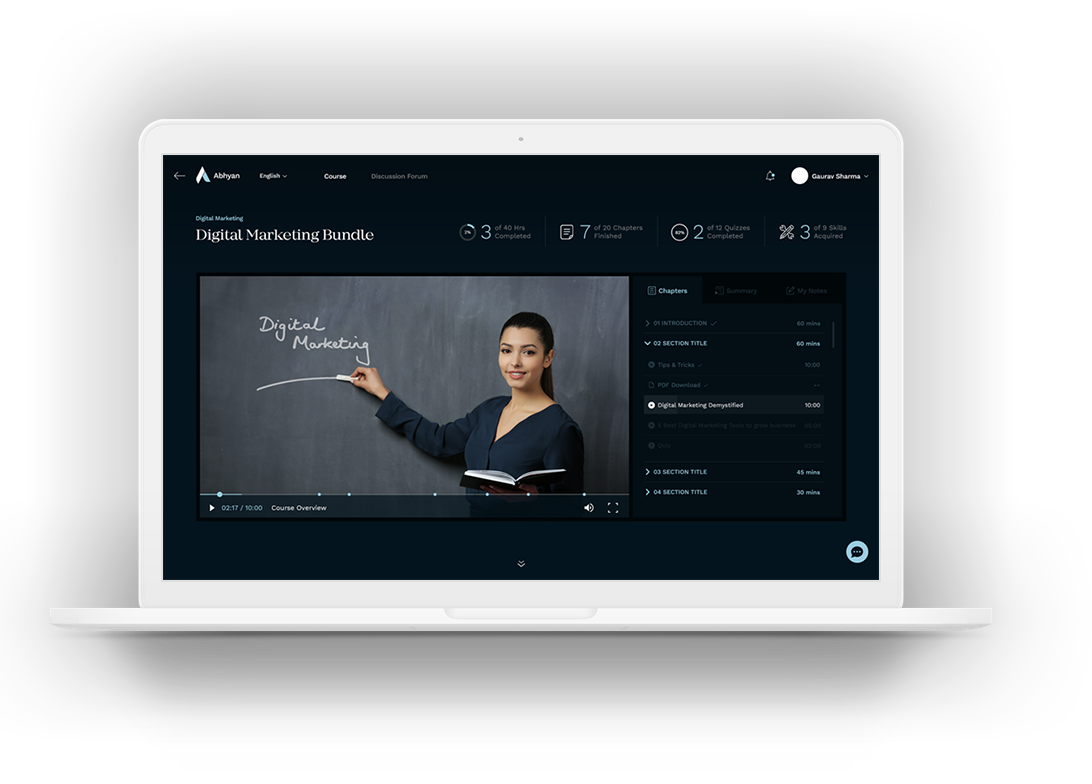 Abhyan
English
Course
Discussion Forum
Gaurav Sharma
Digital Marketing
Digital Marketing Bundle
3 of 40 Hrs
Completed
7 of 20 Chapters
Finished
2 of 12 Quizzes
Completed
3 of 9 Skills
Acquired
Digital
Marketing
02:17 / 10:00 Course Overview
Chapters
Summary
My Notes
01 INTRODUCTION 60 mins
02 SECTION TITLE 60 mins
Tips & Tricks 10:00
PDF Download --
Digital Marketing Demystified 10:00
Quiz
03 SECTION TITLE 45 mins
04 SECTION TITLE 30 mins